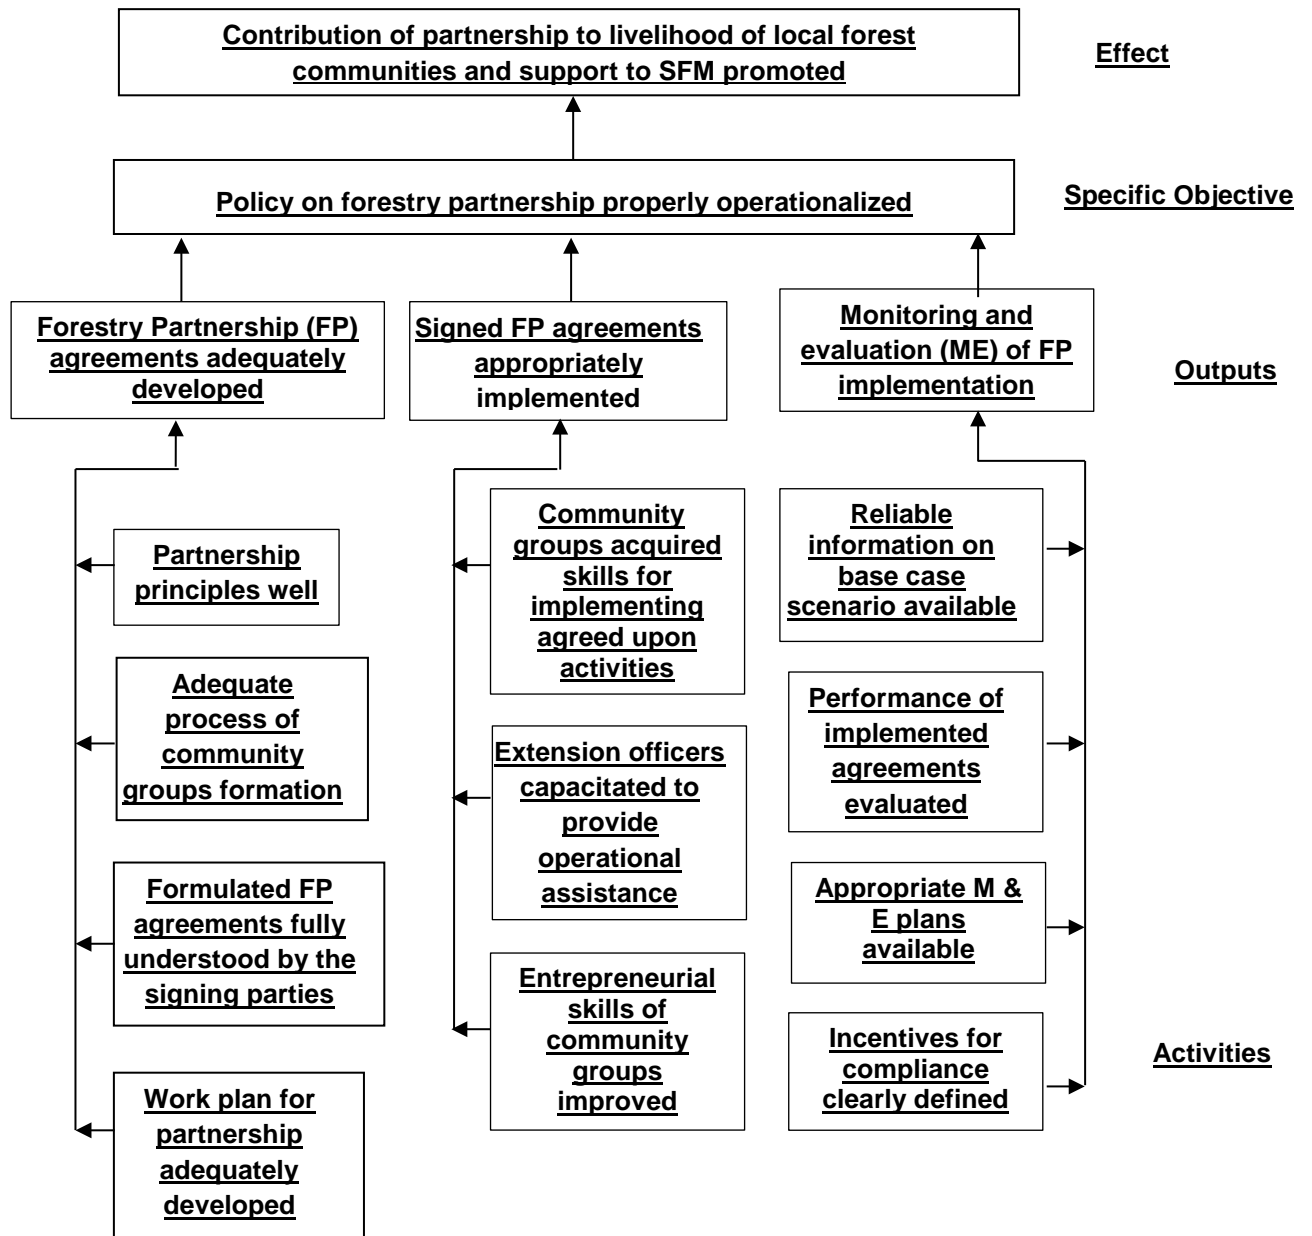 Contribution of partnership to livelihood of local forest
communities and support to SFM promoted
Effect
Policy on forestry partnership properly operationalized
Specific Objective
Forestry Partnership (FP)
agreements adequately
developed
Signed FP agreements
appropriately
implemented
Monitoring and
evaluation (ME) of FP
implementation
Outputs
Partnership
principles well
Adequate
process of
community
groups formation
Formulated FP
agreements fully
understood by the
signing parties
Work plan for
partnership
adequately
developed
Community
groups acquired
skills for
implementing
agreed upon
activities
Extension officers
capacitated to
provide
operational
assistance
Entrepreneurial
skills of
community
groups
improved
Reliable
information on
base case
scenario available
Performance of
implemented
agreements
evaluated
Appropriate M &
E plans
available
Incentives for
compliance
clearly defined
Activities